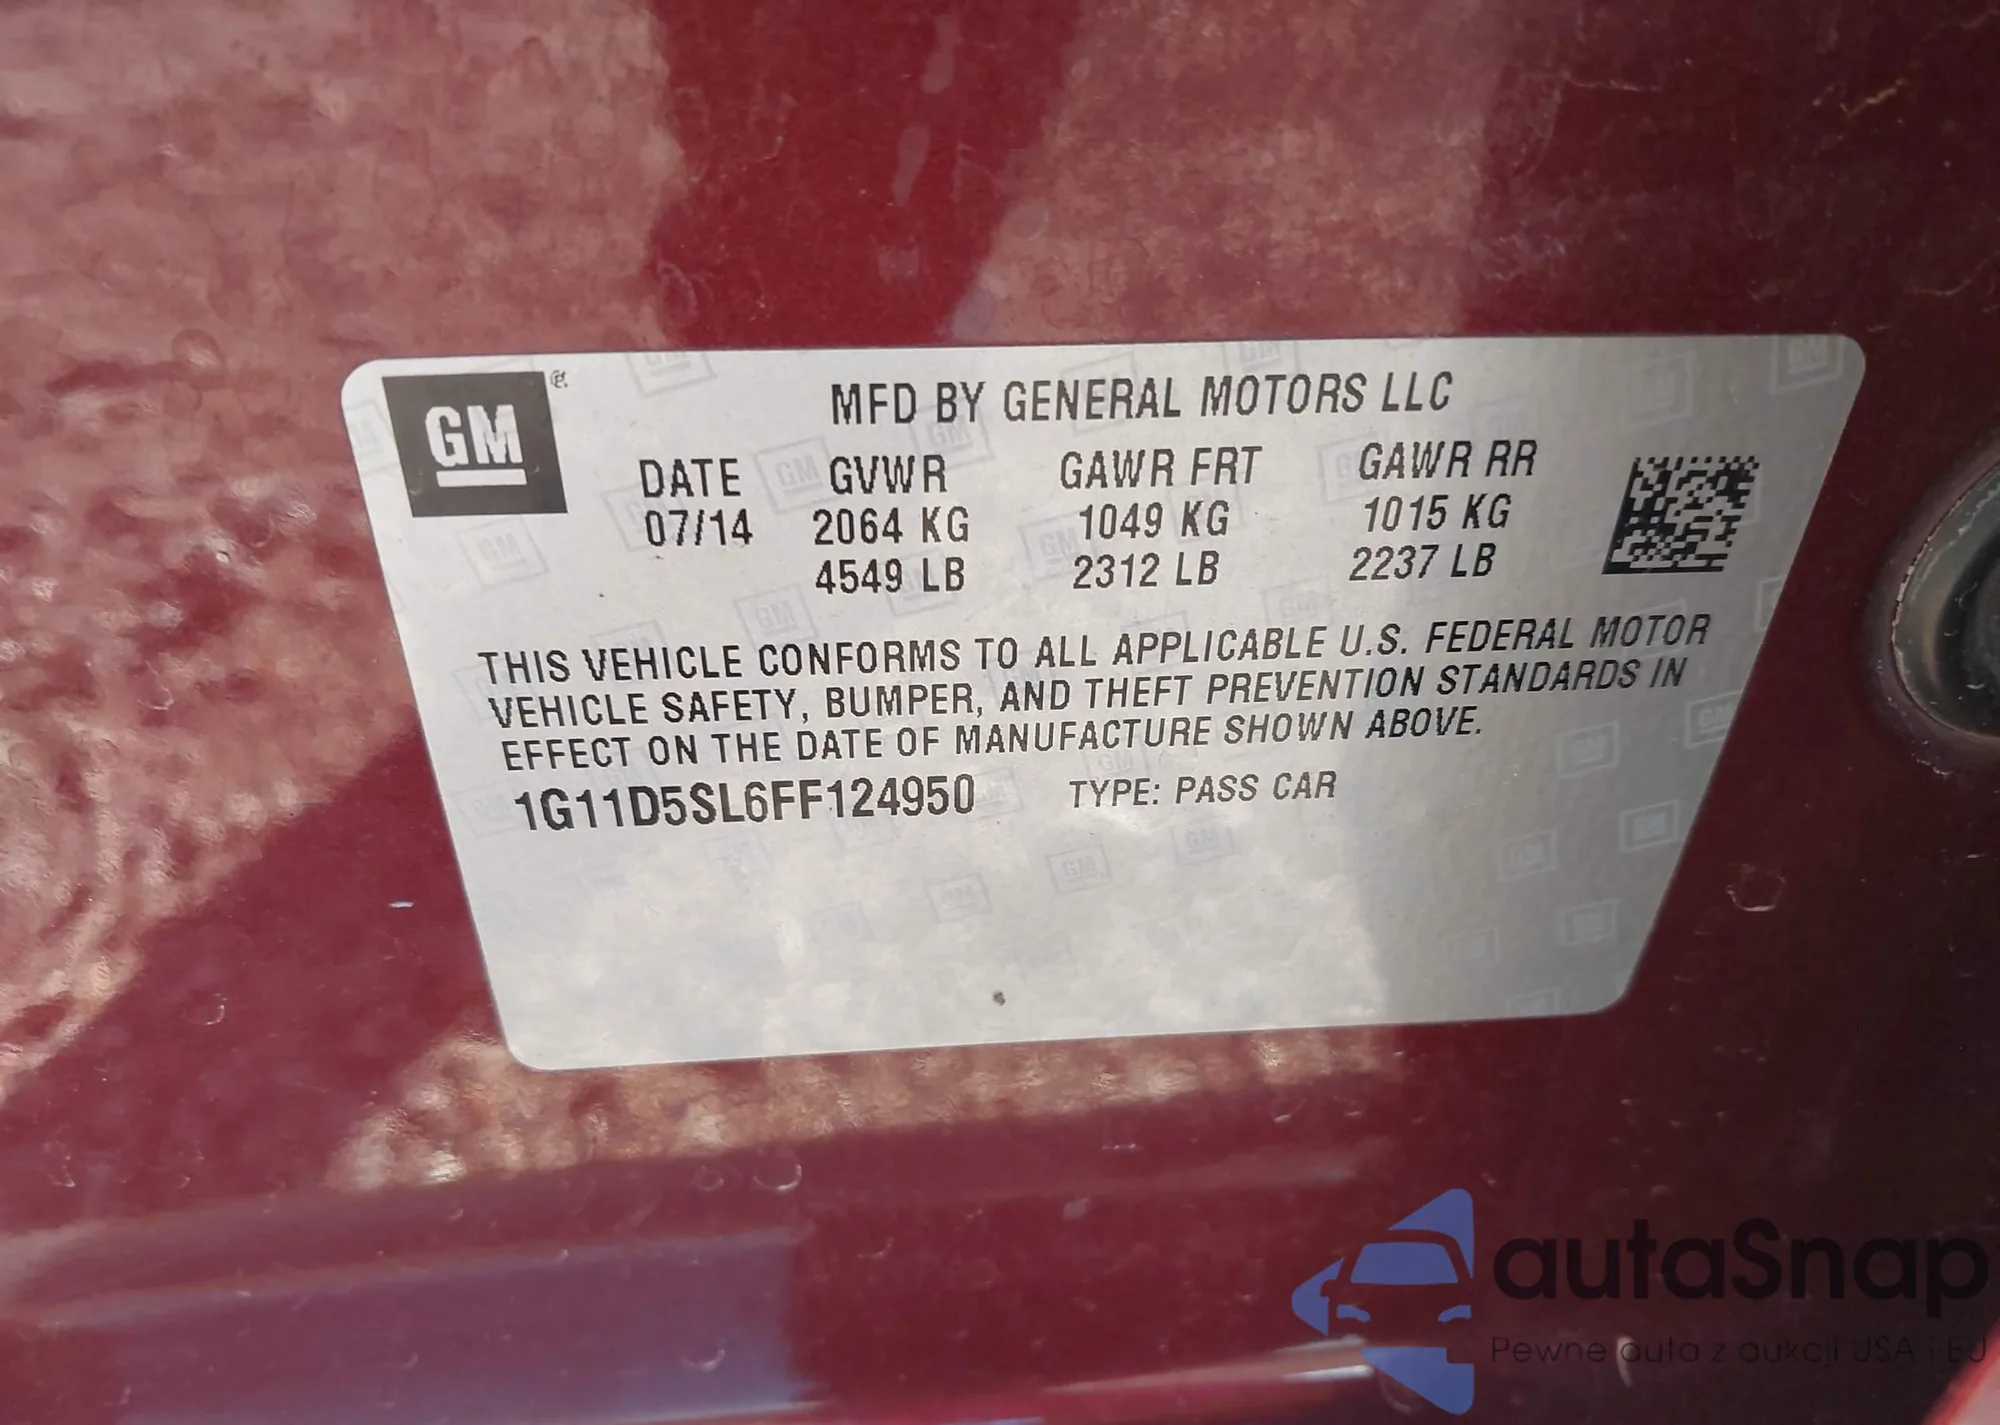 GM
MFD BY GENERAL MOTORS LLC
DATE GVWR GAWR FRT GAWR RR
07/14 2064 KG 1049 KG 1015 KG
4549 LB 2312 LB 2237 LB
THIS VEHICLE CONFORMS TO ALL APPLICABLE U.S. FEDERAL MOTOR
VEHICLE SAFETY, BUMPER, AND THEFT PREVENTION STANDARDS IN
EFFECT ON THE DATE OF MANUFACTURE SHOWN ABOVE.
1G11D5SL6FF124950 TYPE: PASS CAR
autaSnap
Pewne auta z aukcji USA i EU